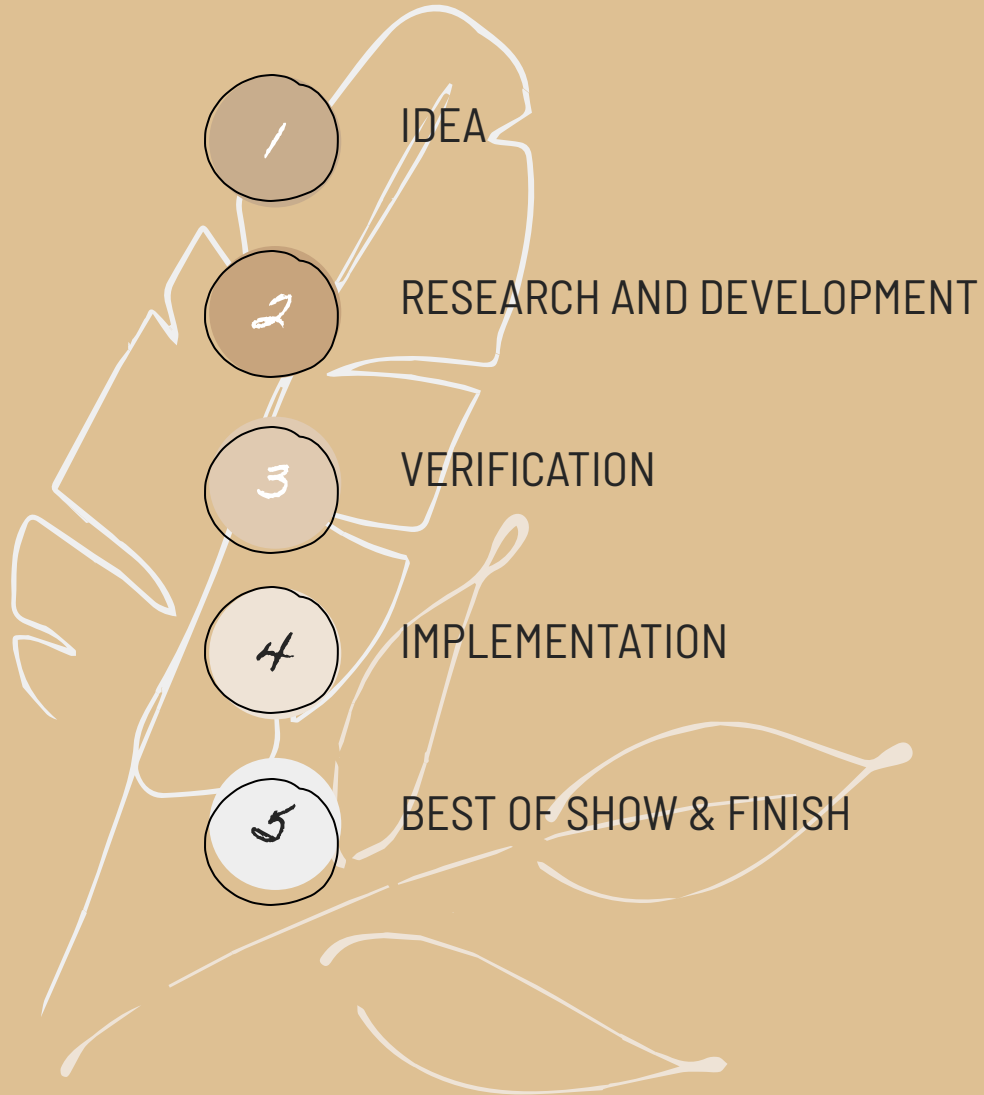 1 IDEA
2 RESEARCH AND DEVELOPMENT
3 VERIFICATION
4 IMPLEMENTATION
5 BEST OF SHOW & FINISH